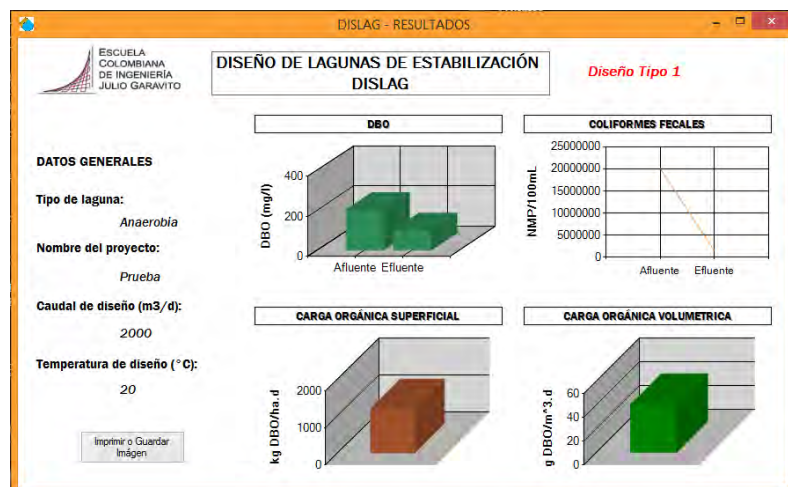 DISLAG - RESULTADOS
ESCUELA
COLOMBIANA
DE INGENIERÍA
JULIO GARAVITO
DISEÑO DE LAGUNAS DE ESTABILIZACIÓN
DISLAG
Diseño Tipo 1
DATOS GENERALES
Tipo de laguna:
Anaerobia
Nombre del proyecto:
Prueba
Caudal de diseño (m3/d):
2000
Temperatura de diseño (°C):
20
Imprimir o Guardar
Imágen
DBO
DBO (mg/l)
400
200
0
Afluente Efluente
COLIFORMES FECALES
NMP/100mL
25000000
20000000
15000000
10000000
5000000
0
Afluente Efluente
CARGA ORGÁNICA SUPERFICIAL
kg DBO/ha.d
2000
1000
0
CARGA ORGÁNICA VOLUMETRICA
g DBO/m^3.d
60
40
20
0